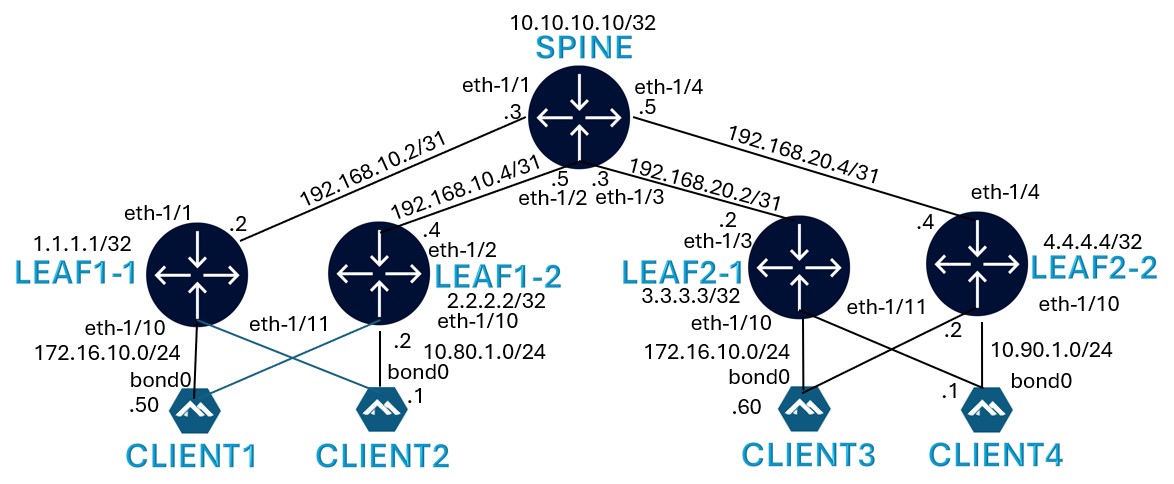 10.10.10.10/32
SPINE
eth-1/1
eth-1/4
.3
.5
192.168.10.2/31
192.168.10.4/31
192.168.20.2/31
192.168.20.4/31
.5
.3
eth-1/2
eth-1/3
eth-1/1
.2
1.1.1.1/32
LEAF1-1
.4
eth-1/2
LEAF1-2
2.2.2.2/32
eth-1/10
.2
eth-1/3
LEAF2-1
3.3.3.3/32
eth-1/10
eth-1/4
.4
4.4.4.4/32
LEAF2-2
eth-1/10
eth-1/10
eth-1/11
172.16.10.0/24
bond0
.50
.2
10.80.1.0/24
bond0
.1
172.16.10.0/24
bond0
.60
eth-1/11
.2
10.90.1.0/24
bond0
.1
CLIENT1
CLIENT2
CLIENT3
CLIENT4